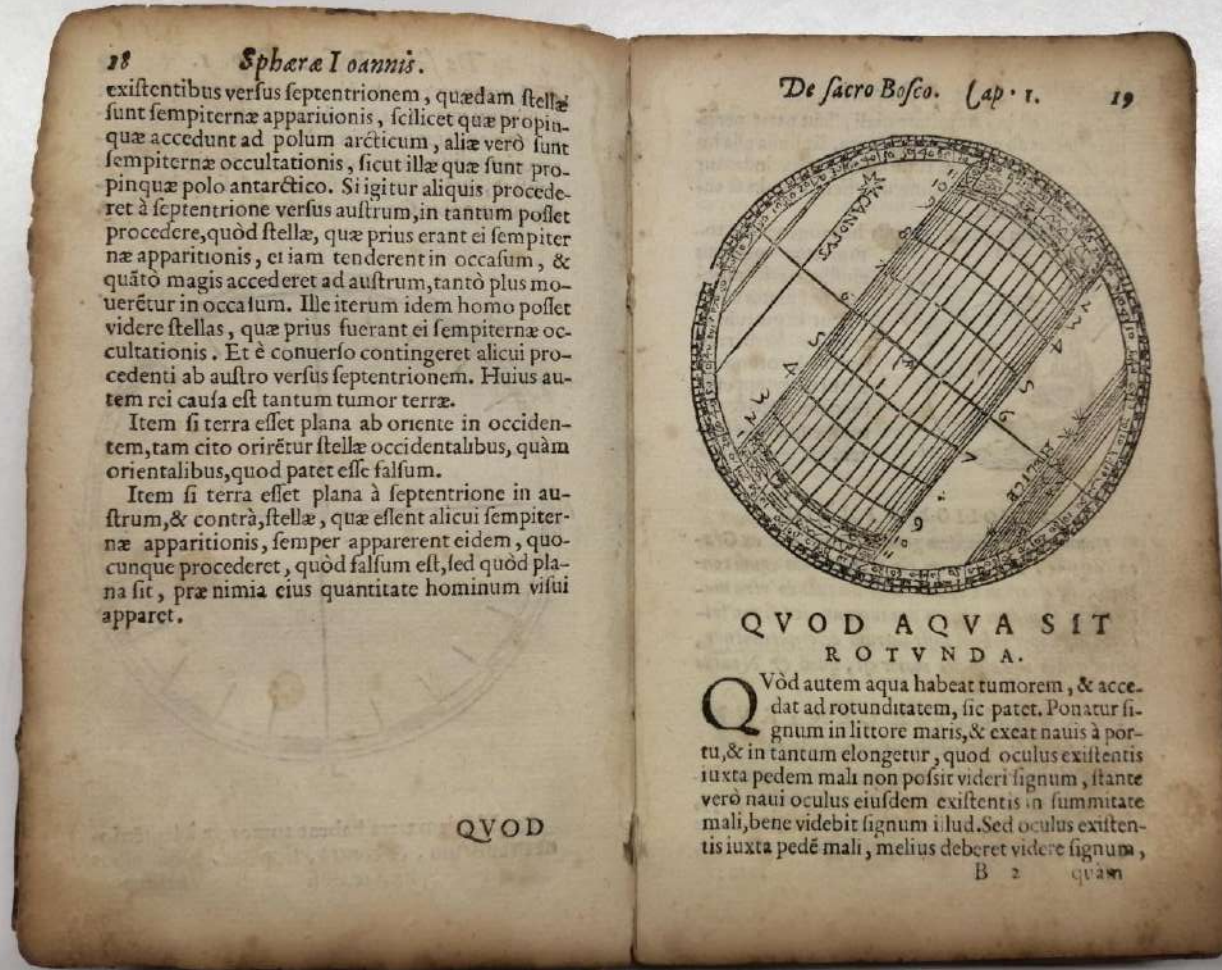 18 Sphæræ Ioannis.
existentibus versus septentrionem, quædam stellæ
sunt sempiternæ apparitionis, scilicet quæ propin-
quæ accedunt ad polum arcticum, aliæ verò sunt
sempiternæ occultationis, sicut illæ quæ sunt pro-
pinquæ polo antarctico. Si igitur aliquis procede-
ret à septentrione versus austrum, in tantum posset
procedere, quòd stellæ, quæ prius erant ei sempiter
næ apparitionis, ei iam tenderent in occasum, &
quãtò magis accederet ad austrum, tantò plus mo-
uerẽtur in occasum. Ille iterum idem homo posset
videre stellas, quæ prius fuerant ei sempiternæ oc-
cultationis. Et è conuerso contingeret alicui pro-
cedenti ab austro versus septentrionem. Huius au-
tem rei causa est tantum tumor terræ.
Item si terra esset plana ab oriente in occiden-
tem, tam cito orirẽtur stellæ occidentalibus, quàm
orientalibus, quod patet esse falsum.
Item si terra esset plana à septentrione in au-
strum, & contrà, stellæ, quæ essent alicui sempiter-
næ apparitionis, semper apparerent eidem, quo-
cunque procederet, quòd falsum est, sed quòd pla-
na sit, præ nimia eius quantitate hominum visui
apparet.
QVOD
De sacro Bosco. Cap. 1. 19
CANOPVS
HELICE
QVOD AQVA SIT
ROTVNDA.
QVòd autem aqua habeat tumorem, & acce-
dat ad rotunditatem, sic patet. Ponatur si-
gnum in littore maris, & exeat nauis à por-
tu, & in tantum elongetur, quod oculus existentis
iuxta pedem mali non possit videri signum, stante
verò naui oculus eiusdem existentis in summitate
mali, bene videbit signum illud. Sed oculus existen-
tis iuxta pedẽ mali, melius deberet videre signum,
B 2 quàm